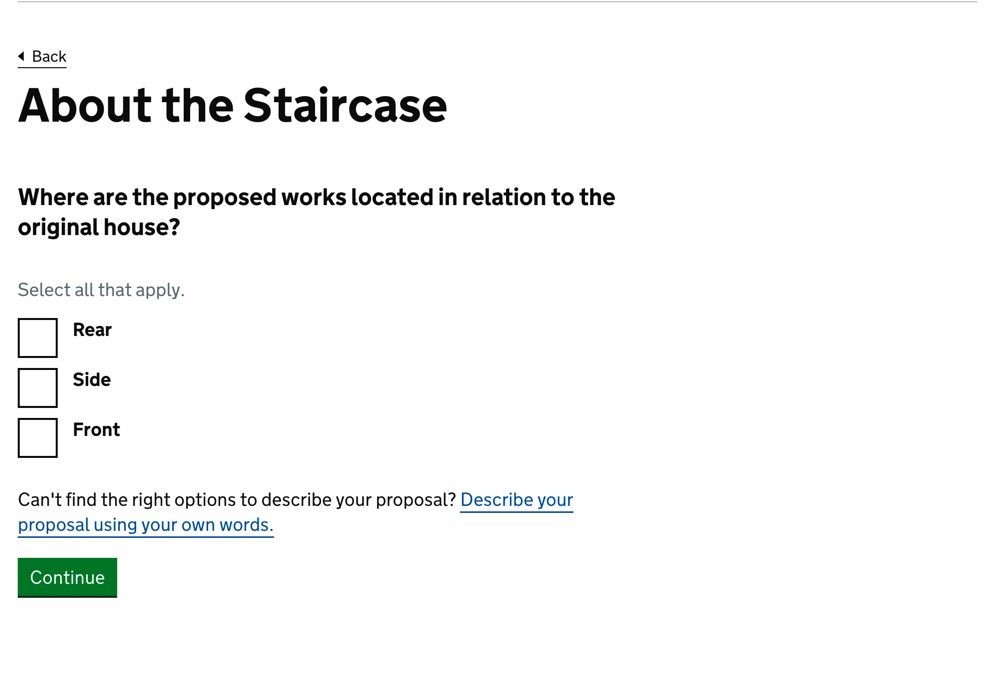 Back
About the Staircase
Where are the proposed works located in relation to the
original house?
Select all that apply.
Rear
Side
Front
Can't find the right options to describe your proposal? Describe your
proposal using your own words.
Continue